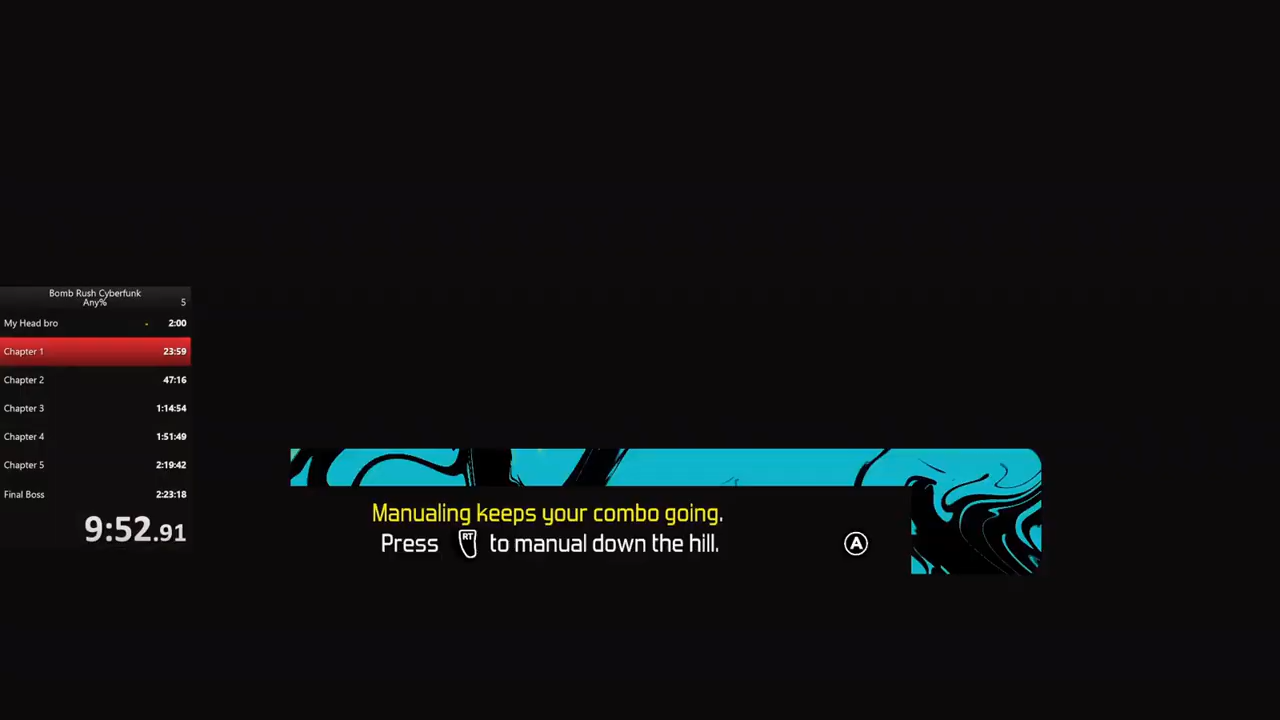 Bomb Rush Cyberfunk
Any% 5
My Head bro - 2:00
Chapter 1 23:59
Chapter 2 47:16
Chapter 3 1:14:54
Chapter 4 1:51:49
Chapter 5 2:19:42
Final Boss 2:23:18
9:52.91
Manualing keeps your combo going.
Press RT to manual down the hill.
A